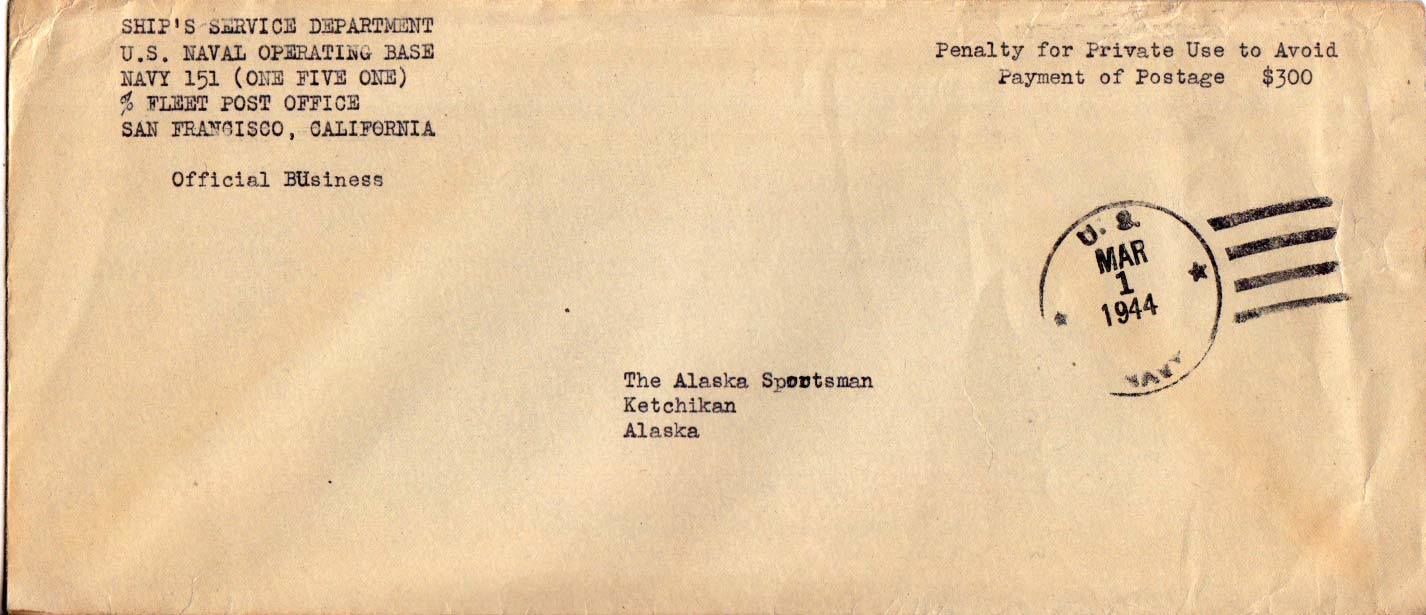 SHIP'S SERVICE DEPARTMENT
U.S. NAVAL OPERATING BASE
NAVY 151 (ONE FIVE ONE)
% FLEET POST OFFICE
SAN FRANCISCO, CALIFORNIA
Official BUsiness
Penalty for Private Use to Avoid
Payment of Postage $300
U. S.
MAR
1
1944
NAVY
The Alaska Sportsman
Ketchikan
Alaska